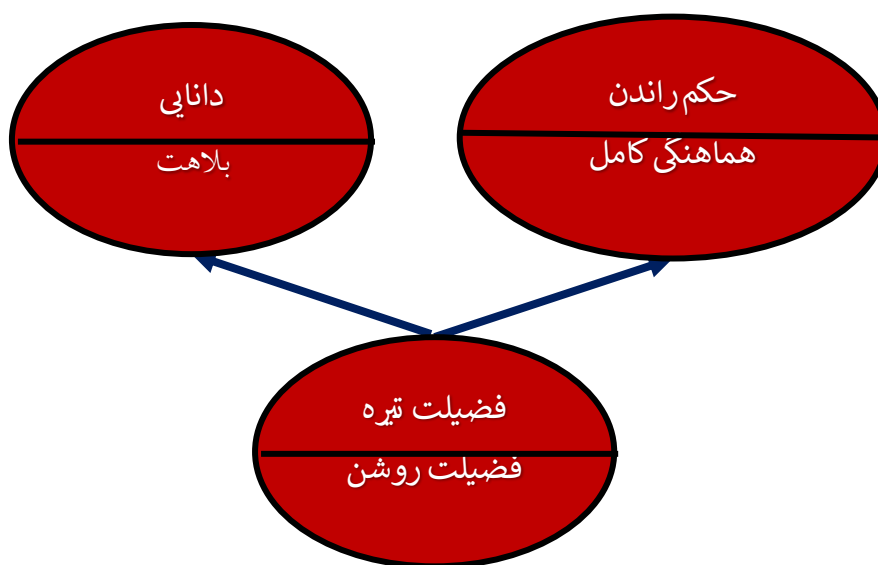 حکم راندن
هماهنگی کامل
دانایی
بلاهت
فضیلت تیره
فضیلت روشن